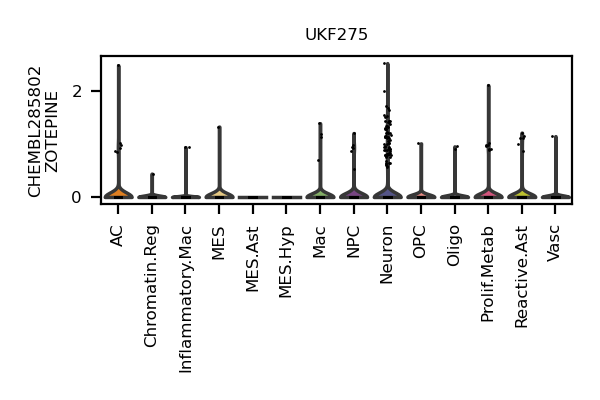 UKF275
CHEMBL285802
ZOTEPINE
2
0
AC
Chromatin.Reg
Inflammatory.Mac
MES
MES.Ast
MES.Hyp
Mac
NPC
Neuron
OPC
Oligo
Prolif.Metab
Reactive.Ast
Vasc